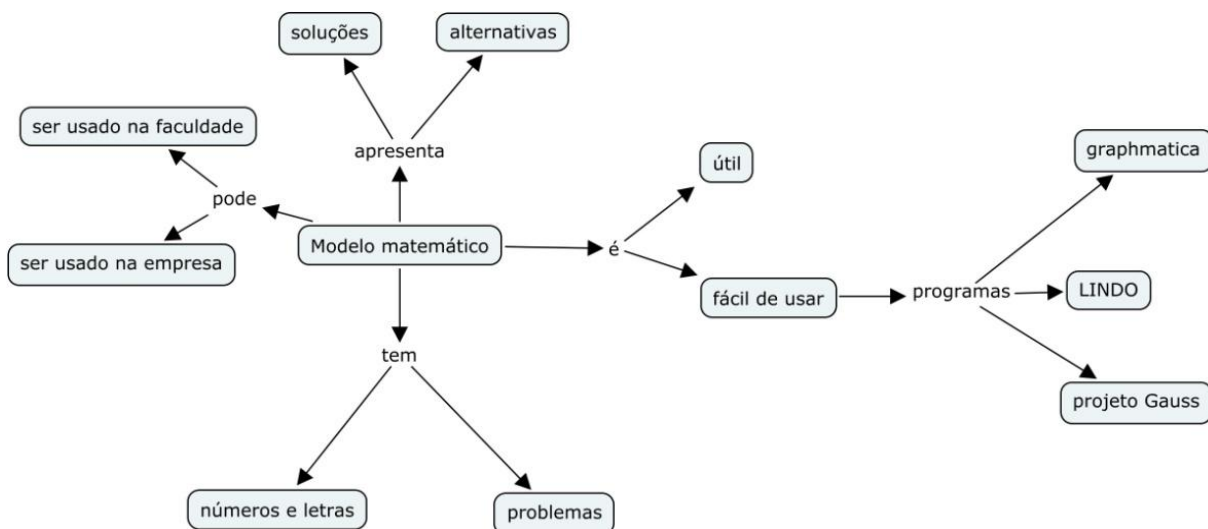 soluções
alternativas
ser usado na faculdade
apresenta
graphmatica
útil
pode
Modelo matemático
é
ser usado na empresa
fácil de usar
programas
LINDO
tem
projeto Gauss
números e letras
problemas